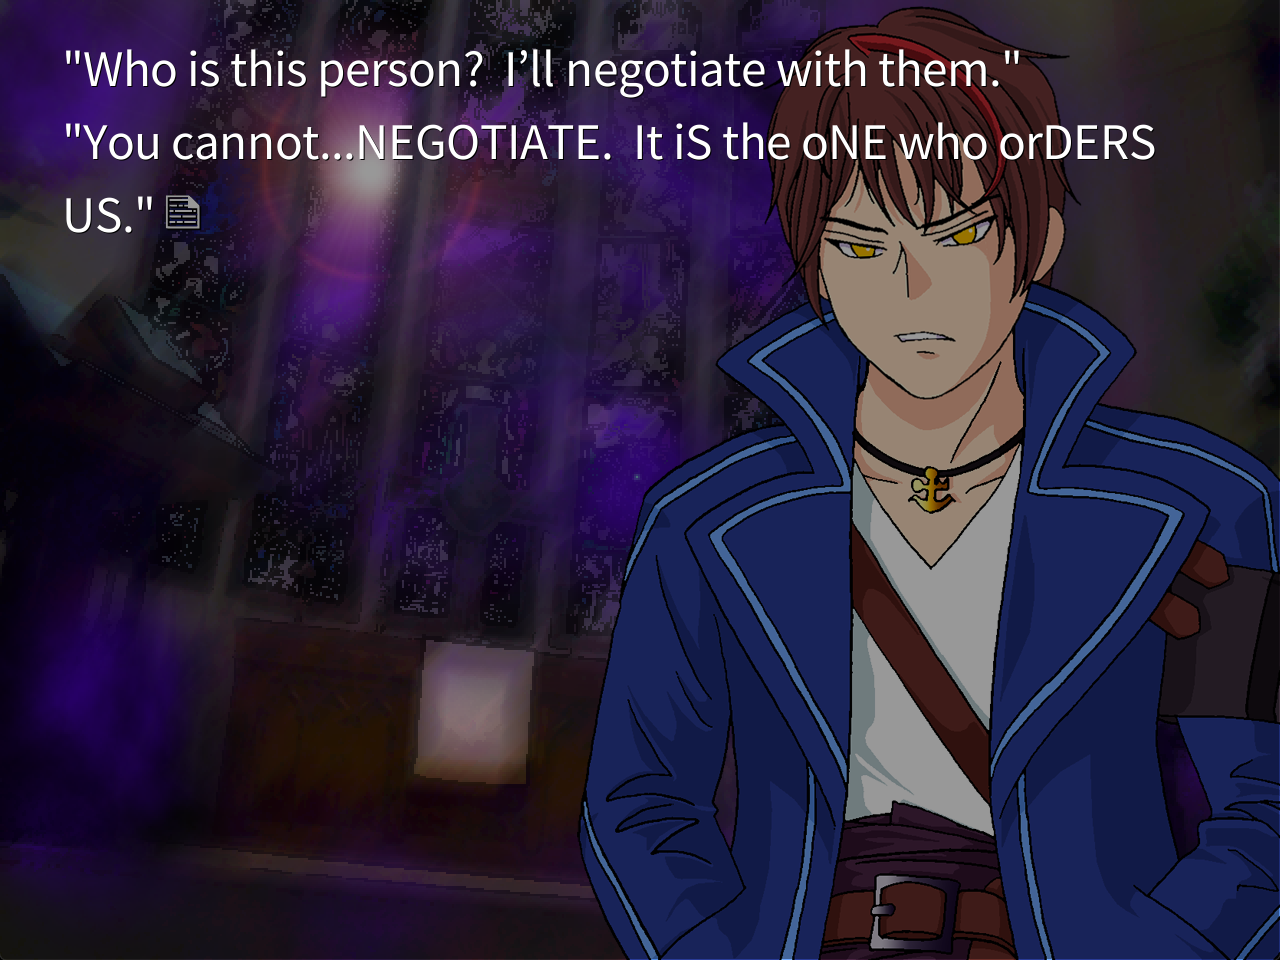 "Who is this person?  I’ll negotiate with them."
"You cannot...NEGOTIATE.  It iS the oNE who orDERS
US."